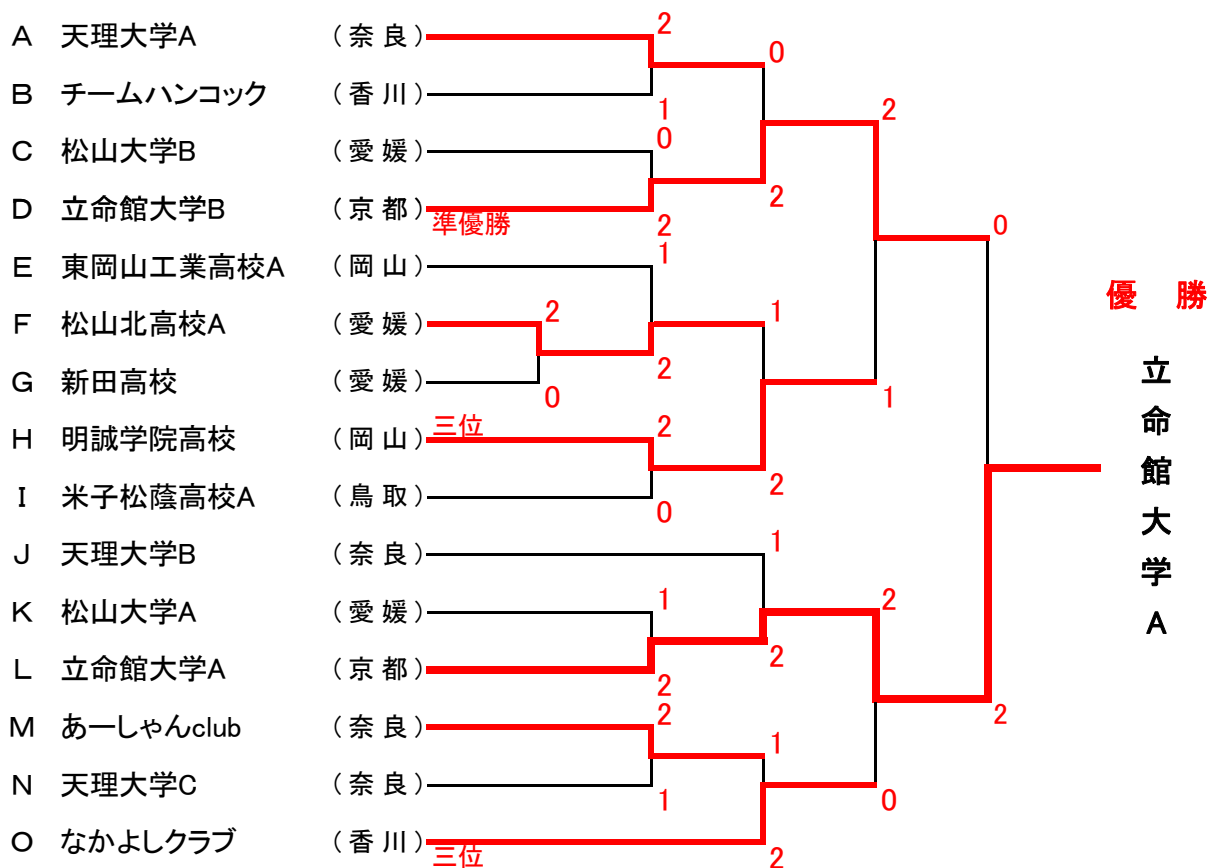 A 天理大学A (奈良) 2
0
B チームハンコック (香川) 1
2
C 松山大学B (愛媛) 0
D 立命館大学B (京都) 2
2
準優勝
0
E 東岡山工業高校A (岡山) 1
優 勝
F 松山北高校A (愛媛) 2
1
G 新田高校 (愛媛) 0
2
1
立命館大学A
H 明誠学院高校 (岡山) 2
三位
I 米子松蔭高校A (鳥取) 0
2
J 天理大学B (奈良) 1
K 松山大学A (愛媛) 1
2
L 立命館大学A (京都) 2
2
M あーしゃんclub (奈良) 2
2
1
N 天理大学C (奈良) 1
0
O なかよしクラブ (香川) 2
三位